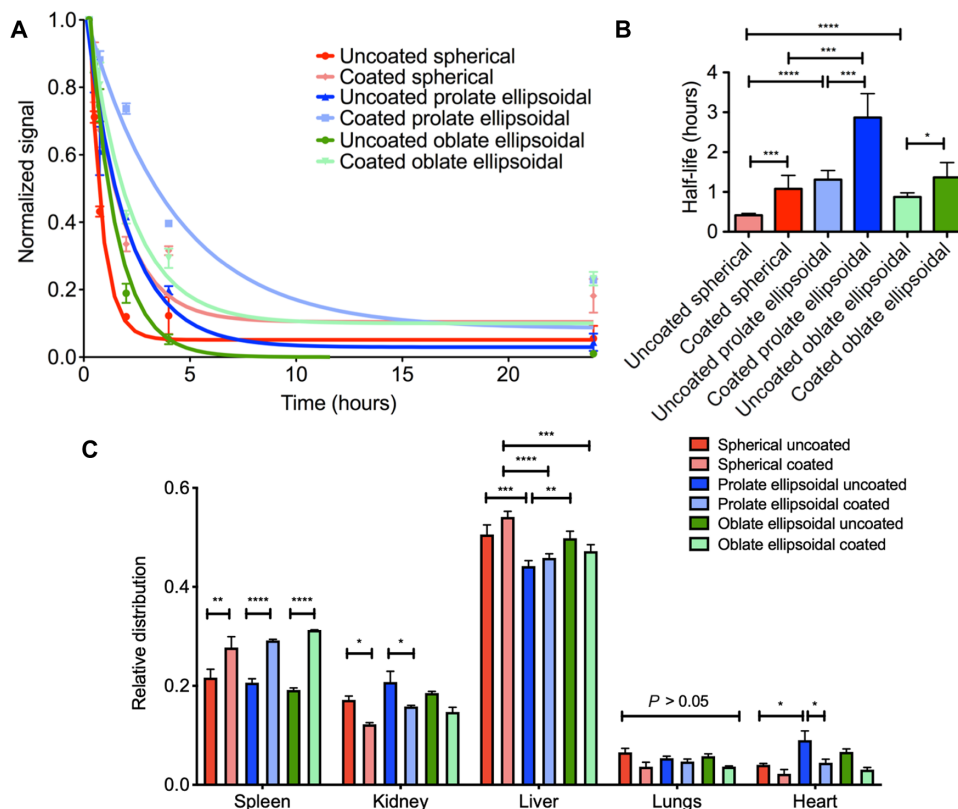 A
Normalized signal
1.0
0.8
0.6
0.4
0.2
0.0
0
5
10
15
20
Time (hours)
Uncoated spherical
Coated spherical
Uncoated prolate ellipsoidal
Coated prolate ellipsoidal
Uncoated oblate ellipsoidal
Coated oblate ellipsoidal
B
****
***
**** ***
***
*
Half-life (hours)
4
3
2
1
0
Uncoated spherical
Coated spherical
Uncoated prolate ellipsoidal
Coated prolate ellipsoidal
Uncoated oblate ellipsoidal
Coated oblate ellipsoidal
Spherical uncoated
Spherical coated
Prolate ellipsoidal uncoated
Prolate ellipsoidal coated
Oblate ellipsoidal uncoated
Oblate ellipsoidal coated
C
Relative distribution
0.6
0.4
0.2
0.0
** **** ****
* *
***
****
*** **
P > 0.05
* *
Spleen Kidney Liver Lungs Heart